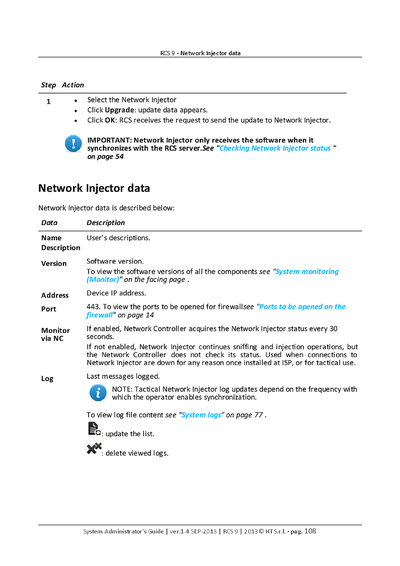 RCS 9 - Network Injector data
Step Action
1 • Select the Network Injector
• Click Upgrade: update data appears.
• Click OK: RCS receives the request to send the update to Network Injector.
IMPORTANT: Network Injector only receives the software when it
synchronizes with the RCS server.See "Checking Network Injector status "
on page 54
Network Injector data
Network Injector data is described below:
Data Description
Name User's descriptions.
Description
Version Software version.
To view the software versions of all the components see "System monitoring
(Monitor)" on the facing page .
Address Device IP address.
Port 443. To view the ports to be opened for firewallsee "Ports to be opened on the
firewall" on page 14
Monitor If enabled, Network Controller acquires the Network Injector status every 30
via NC seconds.
If not enabled, Network Injector continues sniffing and injection operations, but
the Network Controller does not check its status. Used when connections to
Network Injector are down for any reason once installed at ISP, or for tactical use.
Log Last messages logged.
NOTE: Tactical Network Injector log updates depend on the frequency with
which the operator enables synchronization.
To view log file content see "System logs" on page 77 .
: update the list.
: delete viewed logs.
System Administrator's Guide | ver.1.4 SEP-2013 | RCS 9 | 2013 © HT S.r.l. - pag. 108